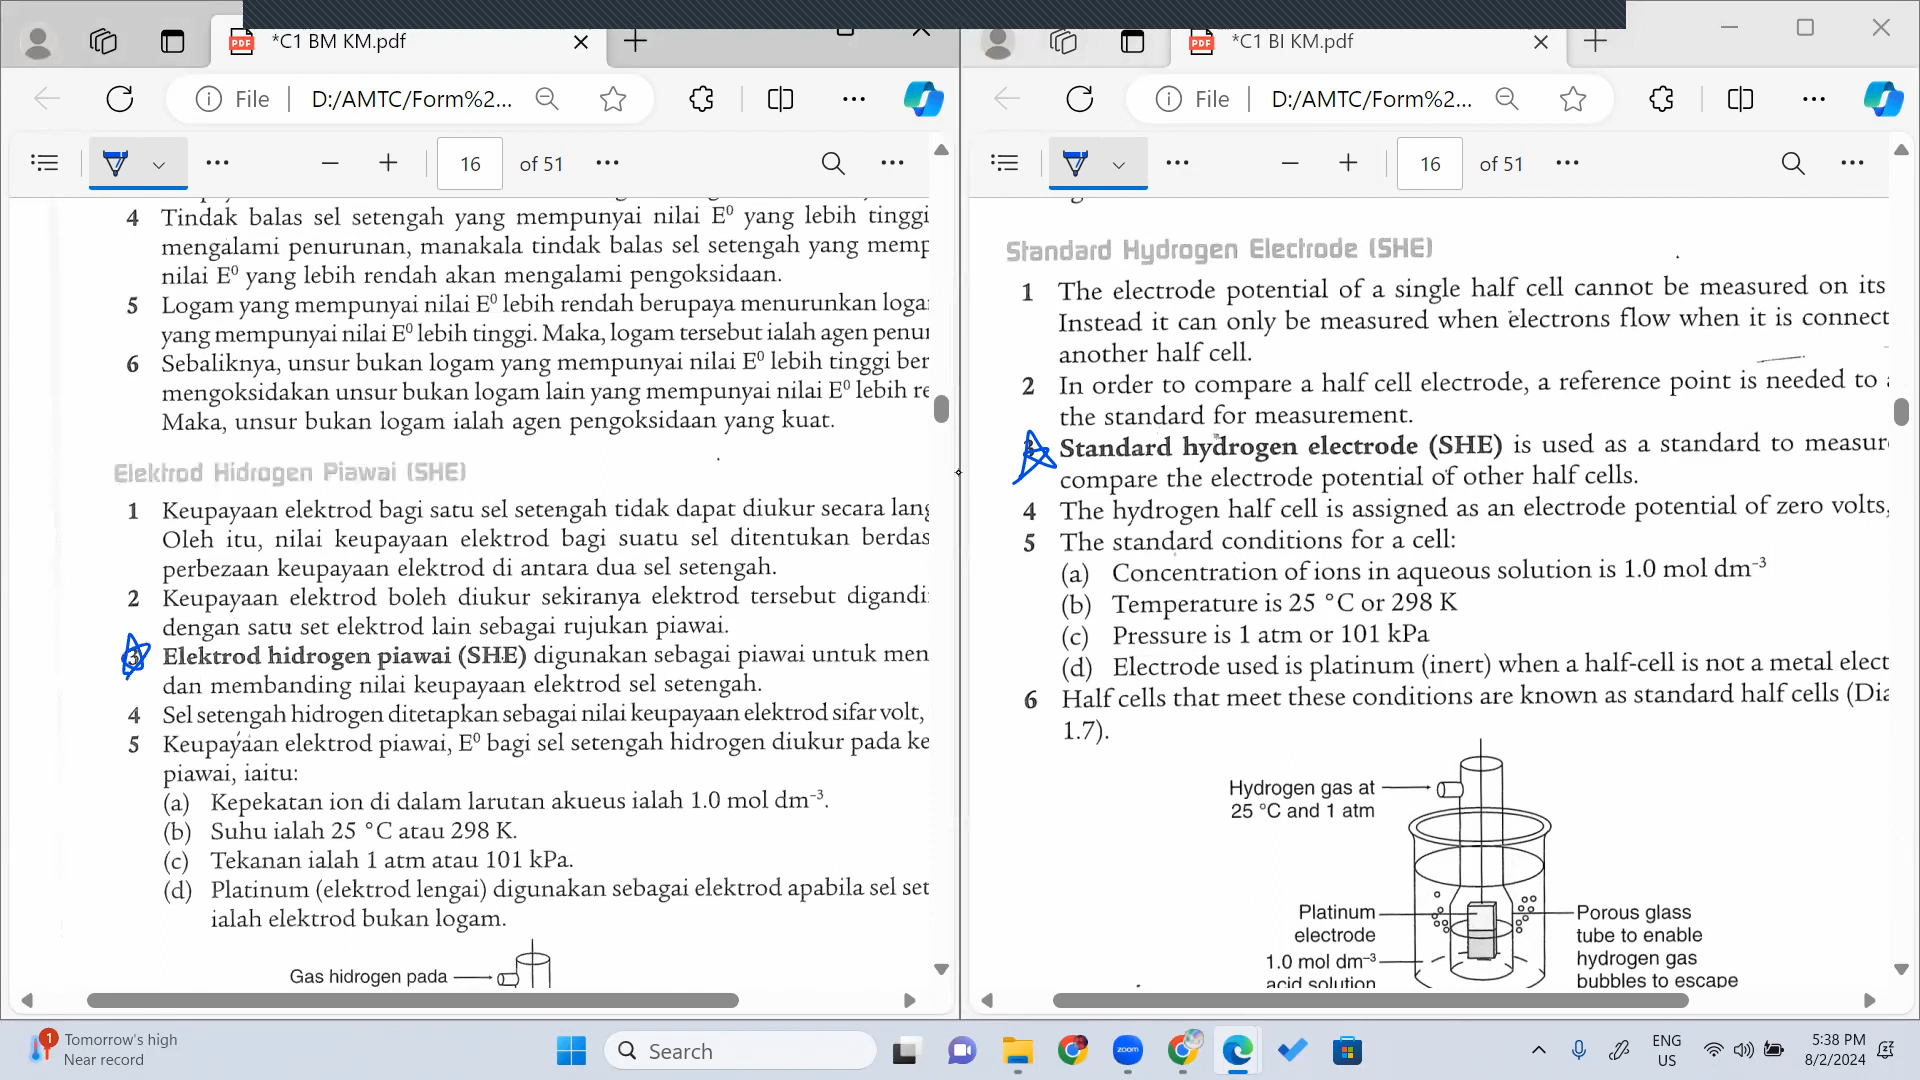 *C1 BM KM.pdf
File
D:/AMTC/Form%2...
16 of 51
4 Tindak balas sel setengah yang mempunyai nilai E⁰ yang lebih tinggi
mengalami penurunan, manakala tindak balas sel setengah yang memp
nilai E⁰ yang lebih rendah akan mengalami pengoksidaan.
5 Logam yang mempunyai nilai E⁰ lebih rendah berupaya menurunkan loga
yang mempunyai nilai E⁰ lebih tinggi. Maka, logam tersebut ialah agen penu
6 Sebaliknya, unsur bukan logam yang mempunyai nilai E⁰ lebih tinggi ber
mengoksidakan unsur bukan logam lain yang mempunyai nilai E⁰ lebih re
Maka, unsur bukan logam ialah agen pengoksidaan yang kuat.
Elektrod Hidrogen Piawai (SHE)
1 Keupayaan elektrod bagi satu sel setengah tidak dapat diukur secara lang
Oleh itu, nilai keupayaan elektrod bagi suatu sel ditentukan berdas
perbezaan keupayaan elektrod di antara dua sel setengah.
2 Keupayaan elektrod boleh diukur sekiranya elektrod tersebut digandi
dengan satu set elektrod lain sebagai rujukan piawai.
3 Elektrod hidrogen piawai (SHE) digunakan sebagai piawai untuk men
dan membanding nilai keupayaan elektrod sel setengah.
4 Sel setengah hidrogen ditetapkan sebagai nilai keupayaan elektrod sifar volt,
5 Keupayaan elektrod piawai, E⁰ bagi sel setengah hidrogen diukur pada ke
piawai, iaitu:
(a) Kepekatan ion di dalam larutan akueus ialah 1.0 mol dm⁻³.
(b) Suhu ialah 25 °C atau 298 K.
(c) Tekanan ialah 1 atm atau 101 kPa.
(d) Platinum (elektrod lengai) digunakan sebagai elektrod apabila sel set
ialah elektrod bukan logam.
Gas hidrogen pada
*C1 BI KM.pdf
File
D:/AMTC/Form%2...
16 of 51
Standard Hydrogen Electrode (SHE)
1 The electrode potential of a single half cell cannot be measured on its
Instead it can only be measured when electrons flow when it is connect
another half cell.
2 In order to compare a half cell electrode, a reference point is needed to
the standard for measurement.
3 Standard hydrogen electrode (SHE) is used as a standard to measur
compare the electrode potential of other half cells.
4 The hydrogen half cell is assigned as an electrode potential of zero volts,
5 The standard conditions for a cell:
(a) Concentration of ions in aqueous solution is 1.0 mol dm⁻³
(b) Temperature is 25 °C or 298 K
(c) Pressure is 1 atm or 101 kPa
(d) Electrode used is platinum (inert) when a half-cell is not a metal elect
6 Half cells that meet these conditions are known as standard half cells (Dia
1.7).
Hydrogen gas at
25 °C and 1 atm
Platinum
electrode
1.0 mol dm⁻³
acid solution
Porous glass
tube to enable
hydrogen gas
bubbles to escape
1
Tomorrow's high
Near record
Search
zoom
ENG
US
5:38 PM
8/2/2024